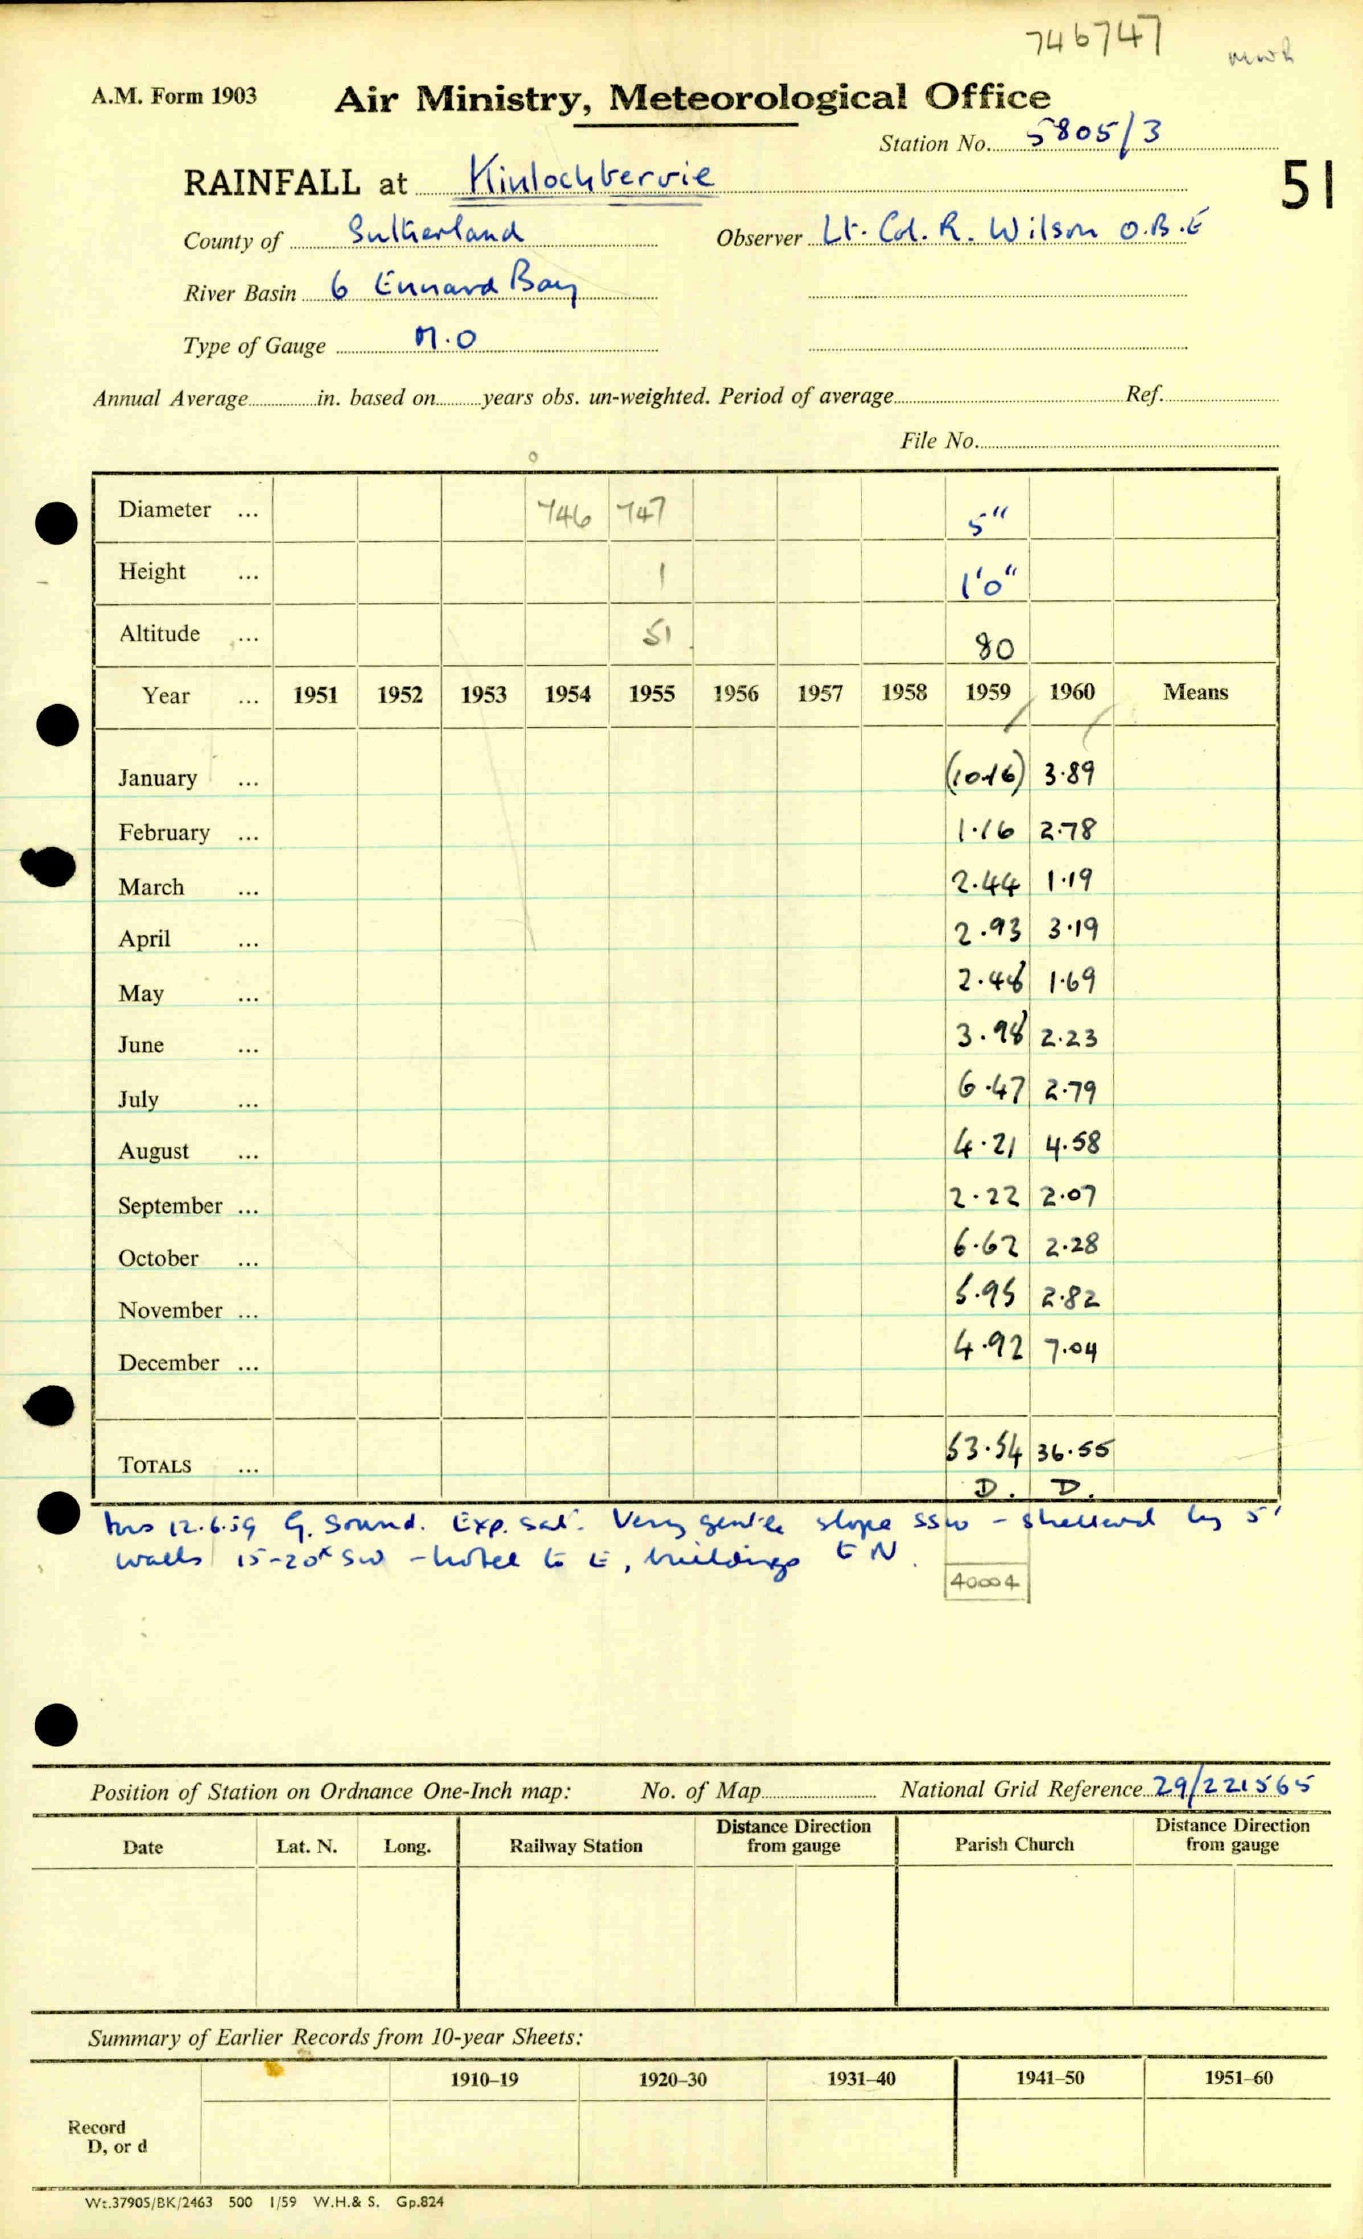 746747
A.M. Form 1903 Air Ministry, Meteorological Office
Station No. 5805/3
RAINFALL at Kinlochbervie 51
County of Sutherland Observer Lt. Col. R. Wilson O.B.E
River Basin 6 Ennard Bay
Type of Gauge M.O
Annual Average in. based on years obs. un-weighted. Period of average Ref.
File No.
Diameter ... 746 747 5"
Height ... 1 1'0"
Altitude ... 51 80
Year ... 1951 1952 1953 1954 1955 1956 1957 1958 1959 1960 Means
January ... (10.16) 3.89
February ... 1.16 2.78
March ... 2.44 1.19
April ... 2.93 3.19
May ... 2.48 1.69
June ... 3.98 2.23
July ... 6.47 2.79
August ... 4.21 4.58
September ... 2.22 2.07
October ... 6.62 2.28
November ... 5.95 2.82
December ... 4.92 7.04
TOTALS ... 53.54 36.55
D. D.
12.6.59 G. Sound. Exp. sat. Very gentle slope SSW - sheltered by 5'
walls 15-20x SW - hotel to E, buildings to N.
40004
Position of Station on Ordnance One-Inch map: No. of Map National Grid Reference 29/221565
Date Lat. N. Long. Railway Station Distance Direction from gauge Parish Church Distance Direction from gauge
Summary of Earlier Records from 10-year Sheets:
1910–19 1920–30 1931–40 1941–50 1951–60
Record
D, or d
Wt.37905/BK/2463 500 1/59 W.H.& S. Gp.824